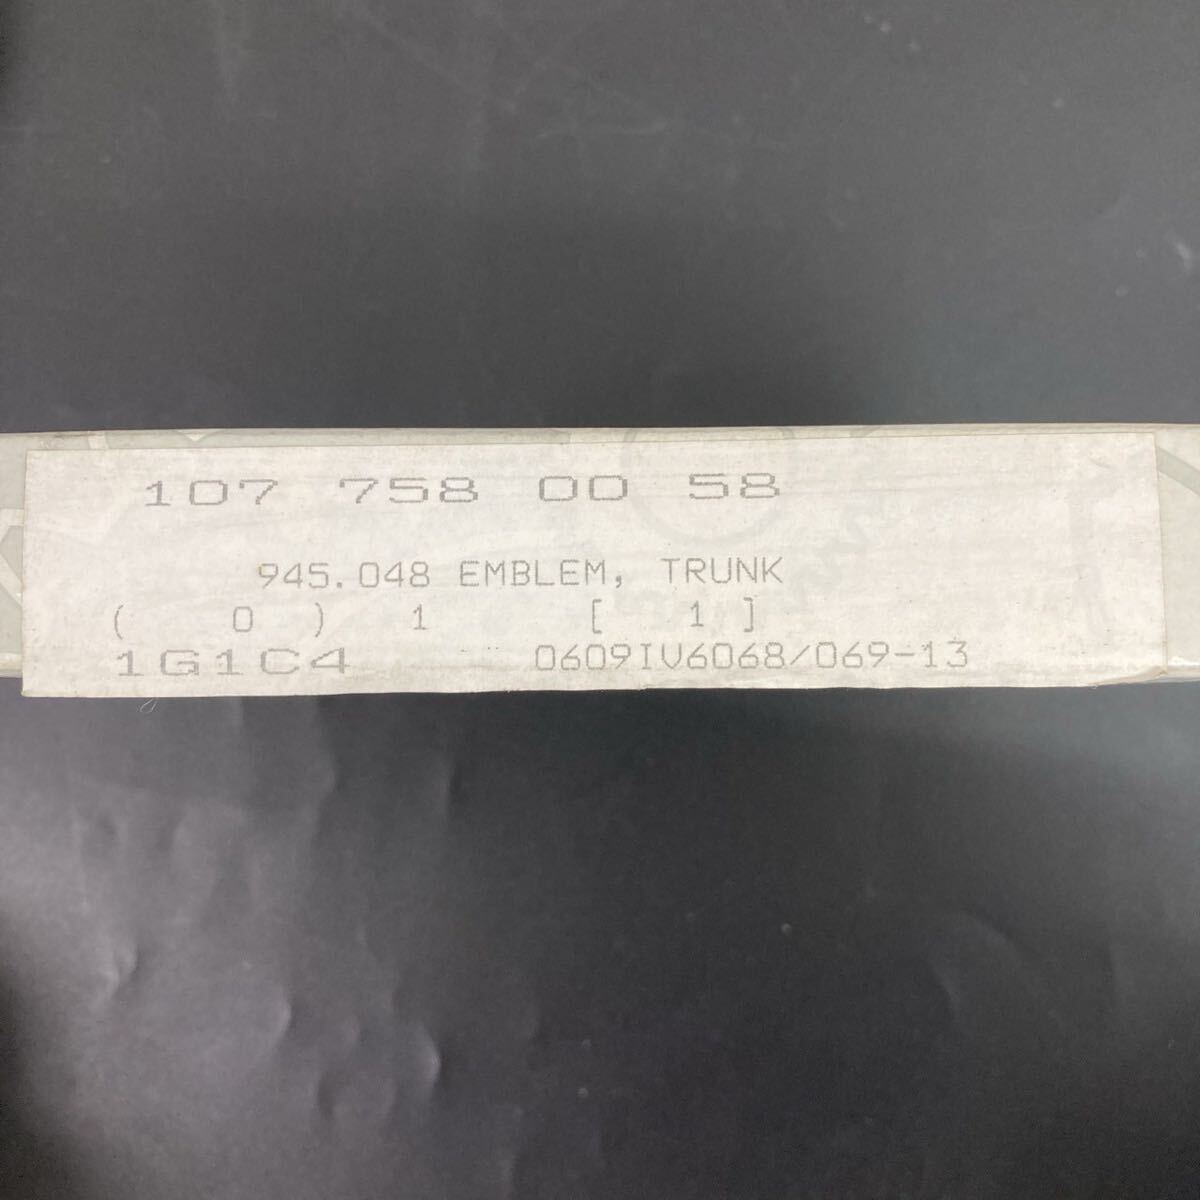 107 758 00 58
945.048 EMBLEM, TRUNK
( 0 ) 1 [ 1 ]
1G1C4 0609IV6068/069-13